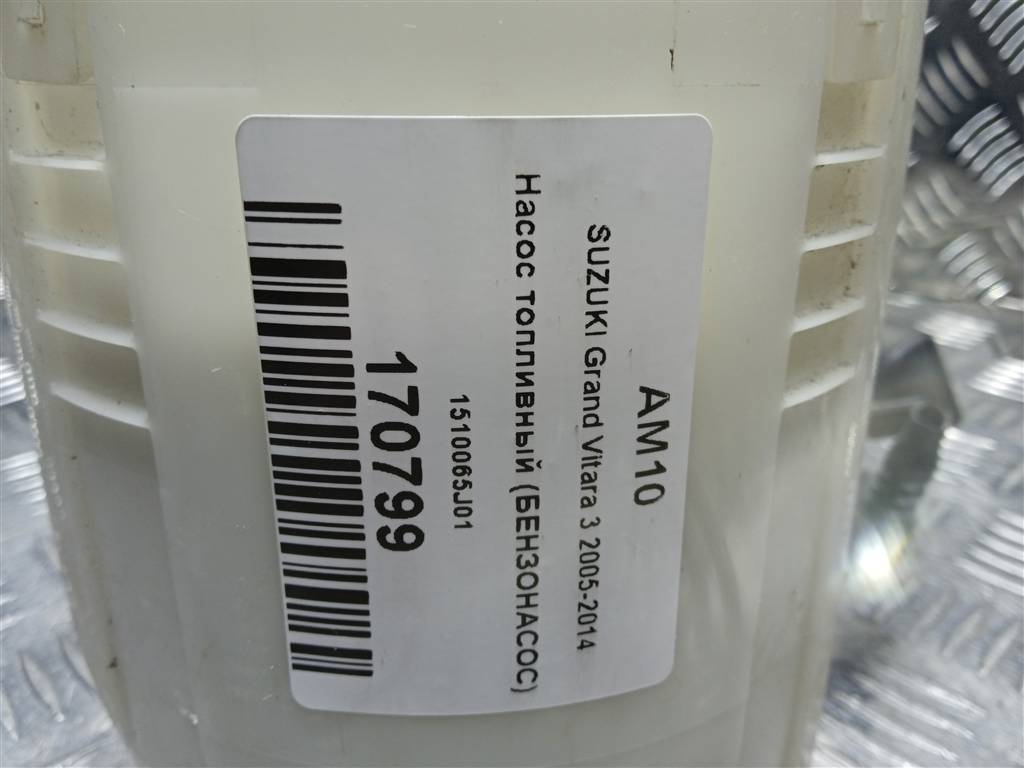 AM10
SUZUKI Grand Vitara 3 2005-2014
Насос топливный (БЕНЗОНАСОС)
1510065J01
170799